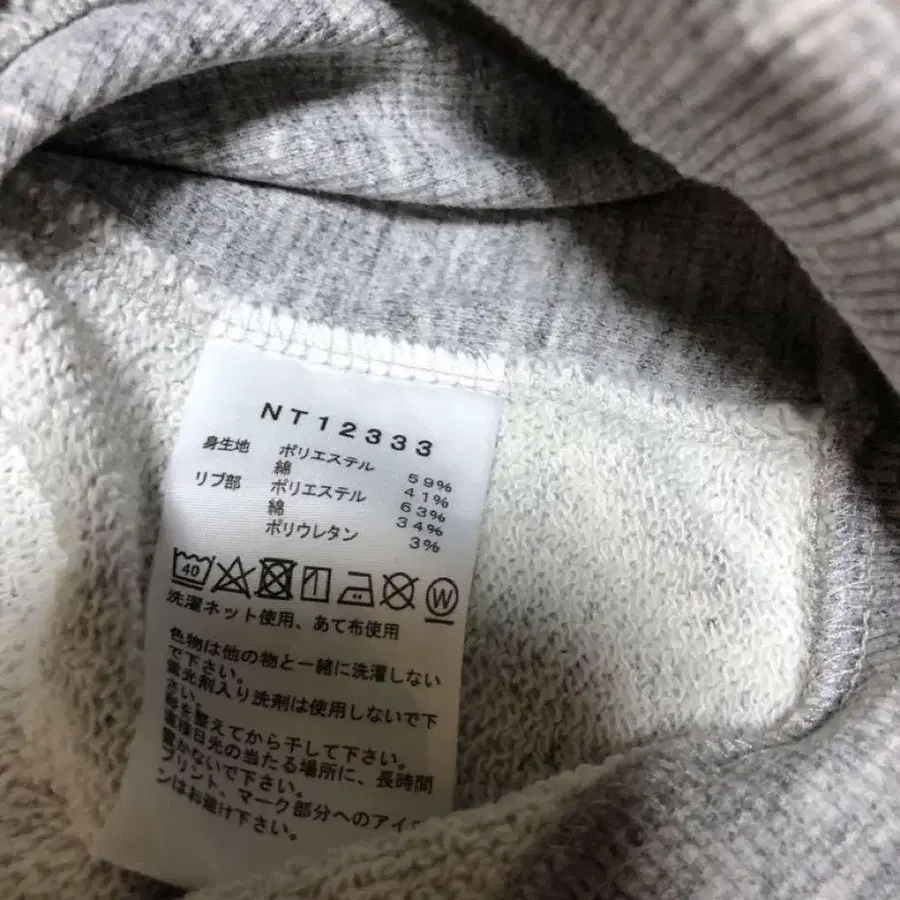 NT12333
身生地 ポリエステル 59%
綿 41%
リブ部 ポリエステル 63%
綿 34%
ポリウレタン 3%
40 W
洗濯ネット使用、あて布使用
色物は他の物と一緒に洗濯しない
で下さい。
蛍光剤入り洗剤は使用しないで下
さい。
形を整えてから干して下さい。
直接日光の当たる場所に、長時間
置かないで下さい。
プリント、マーク部分へのアイロ
ンはお避け下さい。